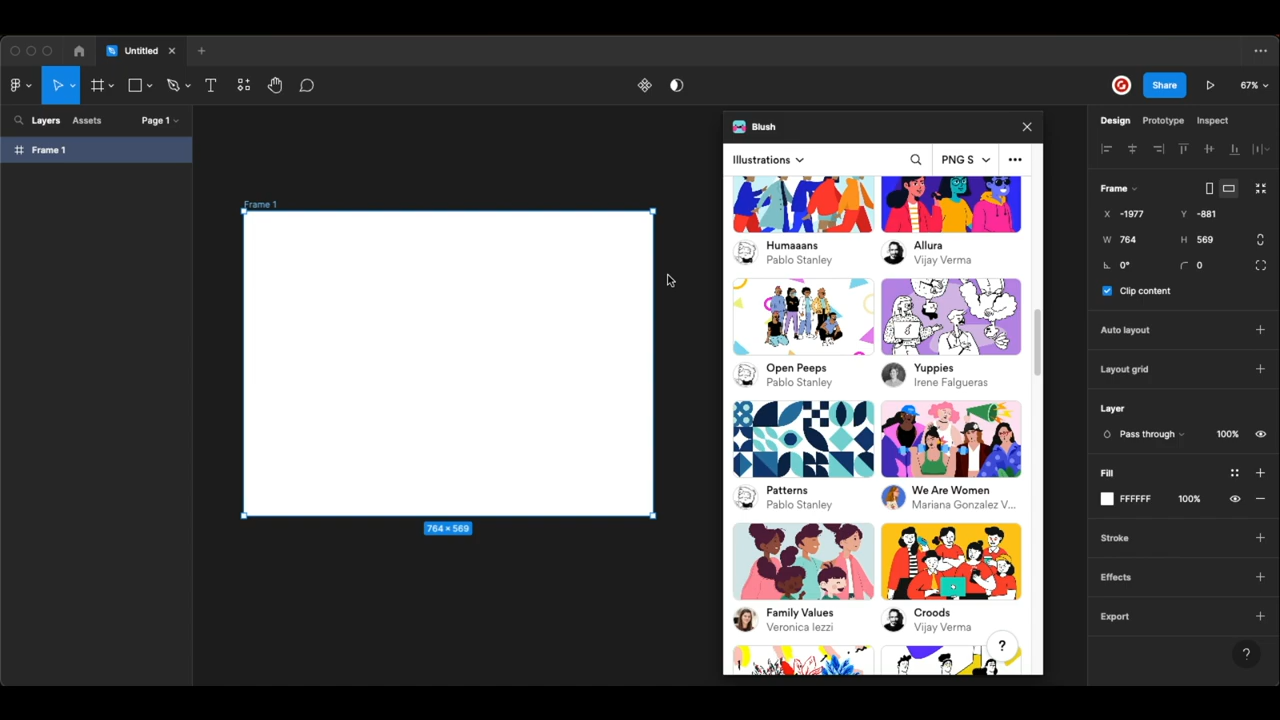 Untitled
Share
67%
Layers Assets Page 1
Frame 1
Frame 1
764 × 569
Blush
Illustrations PNG S
Humaaans
Pablo Stanley
Allura
Vijay Verma
Open Peeps
Pablo Stanley
Yuppies
Irene Falgueras
Patterns
Pablo Stanley
We Are Women
Mariana Gonzalez V...
Family Values
Veronica Iezzi
Croods
Vijay Verma
?
Design Prototype Inspect
Frame
X -1977 Y -881
W 764 H 569
0° 0
Clip content
Auto layout
Layout grid
Layer
Pass through 100%
Fill
FFFFFF 100%
Stroke
Effects
Export
?